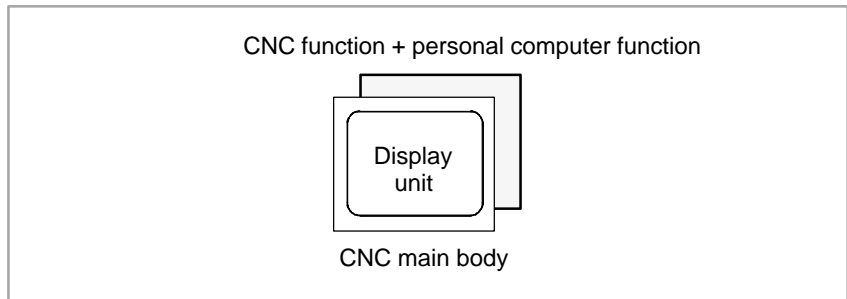 CNC function + personal computer function
Display
unit
CNC main body